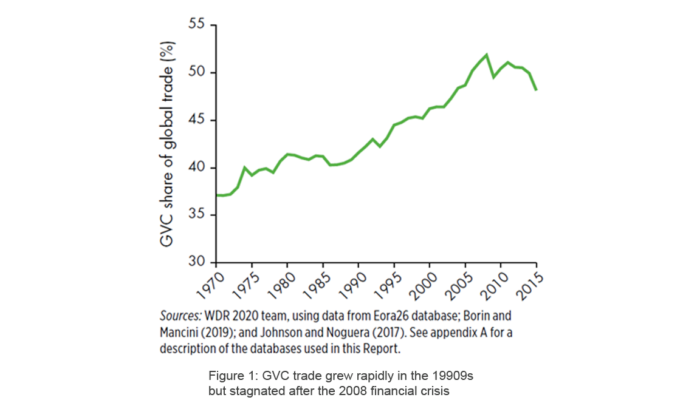 GVC share of global trade (%)
55
50
45
40
35
30
1970
1975
1980
1985
1990
1995
2000
2005
2010
2015
Sources: WDR 2020 team, using data from Eora26 database; Borin and
Mancini (2019); and Johnson and Noguera (2017). See appendix A for a
description of the databases used in this Report.
Figure 1: GVC trade grew rapidly in the 19909s
but stagnated after the 2008 financial crisis